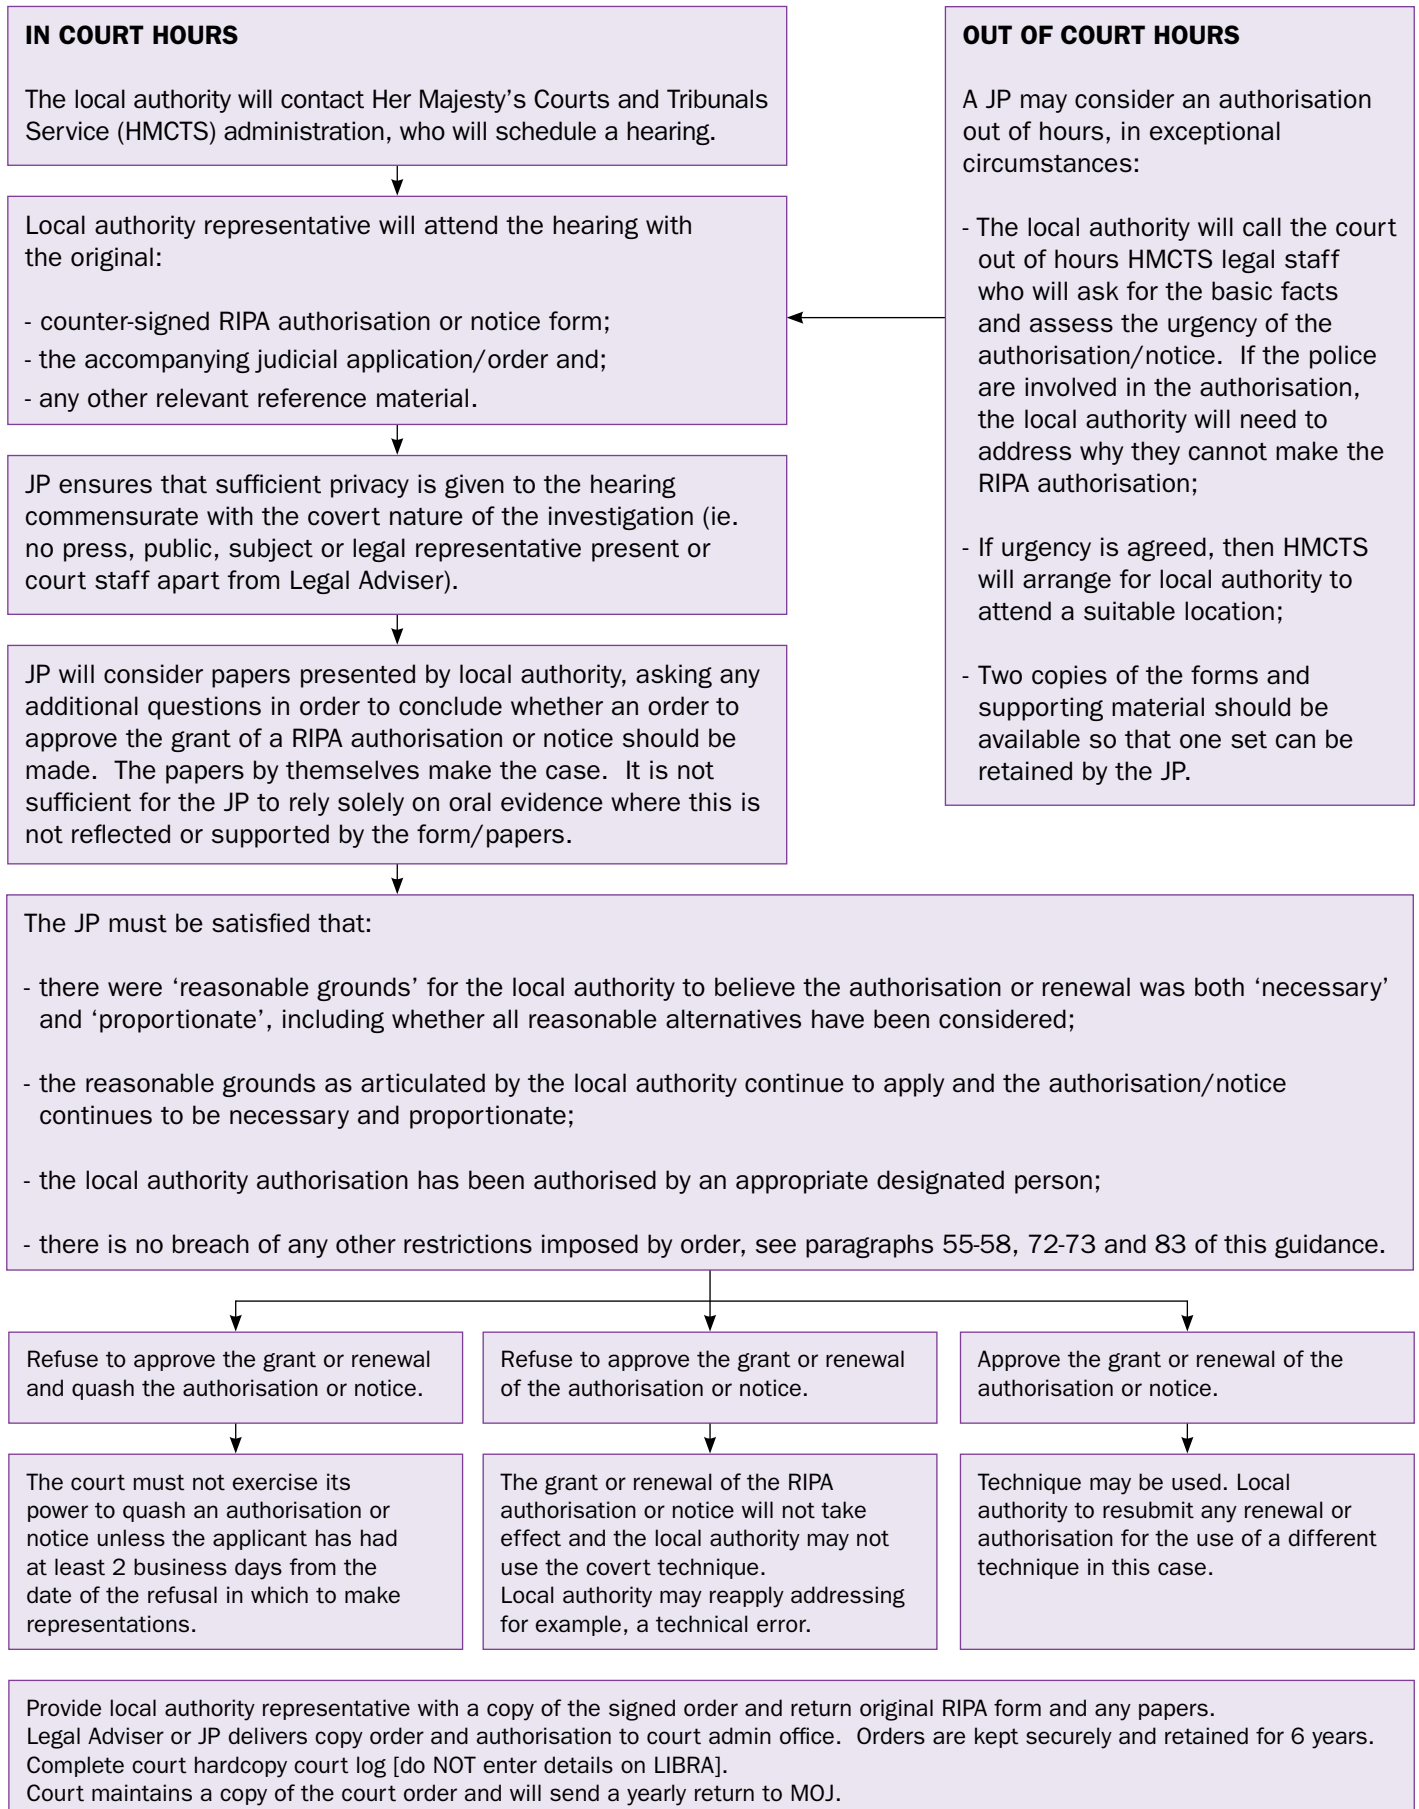 IN COURT HOURS
The local authority will contact Her Majesty’s Courts and Tribunals
Service (HMCTS) administration, who will schedule a hearing.
Local authority representative will attend the hearing with
the original:
- counter-signed RIPA authorisation or notice form;
- the accompanying judicial application/order and;
- any other relevant reference material.
JP ensures that sufficient privacy is given to the hearing
commensurate with the covert nature of the investigation (ie.
no press, public, subject or legal representative present or
court staff apart from Legal Adviser).
JP will consider papers presented by local authority, asking any
additional questions in order to conclude whether an order to
approve the grant of a RIPA authorisation or notice should be
made.  The papers by themselves make the case.  It is not
sufficient for the JP to rely solely on oral evidence where this is
not reflected or supported by the form/papers.
OUT OF COURT HOURS
A JP may consider an authorisation
out of hours, in exceptional
circumstances:
- The local authority will call the court
out of hours HMCTS legal staff
who will ask for the basic facts
and assess the urgency of the
authorisation/notice.  If the police
are involved in the authorisation,
the local authority will need to
address why they cannot make the
RIPA authorisation;
- If urgency is agreed, then HMCTS
will arrange for local authority to
attend a suitable location;
- Two copies of the forms and
supporting material should be
available so that one set can be
retained by the JP.
The JP must be satisfied that:
- there were ‘reasonable grounds’ for the local authority to believe the authorisation or renewal was both ‘necessary’
and ‘proportionate’, including whether all reasonable alternatives have been considered;
- the reasonable grounds as articulated by the local authority continue to apply and the authorisation/notice
continues to be necessary and proportionate;
- the local authority authorisation has been authorised by an appropriate designated person;
- there is no breach of any other restrictions imposed by order, see paragraphs 55-58, 72-73 and 83 of this guidance.
Refuse to approve the grant or renewal
and quash the authorisation or notice.
The court must not exercise its
power to quash an authorisation or
notice unless the applicant has had
at least 2 business days from the
date of the refusal in which to make
representations.
Refuse to approve the grant or renewal
of the authorisation or notice.
The grant or renewal of the RIPA
authorisation or notice will not take
effect and the local authority may not
use the covert technique.
Local authority may reapply addressing
for example, a technical error.
Approve the grant or renewal of the
authorisation or notice.
Technique may be used. Local
authority to resubmit any renewal or
authorisation for the use of a different
technique in this case.
Provide local authority representative with a copy of the signed order and return original RIPA form and any papers.
Legal Adviser or JP delivers copy order and authorisation to court admin office.  Orders are kept securely and retained for 6 years.
Complete court hardcopy court log [do NOT enter details on LIBRA].
Court maintains a copy of the court order and will send a yearly return to MOJ.